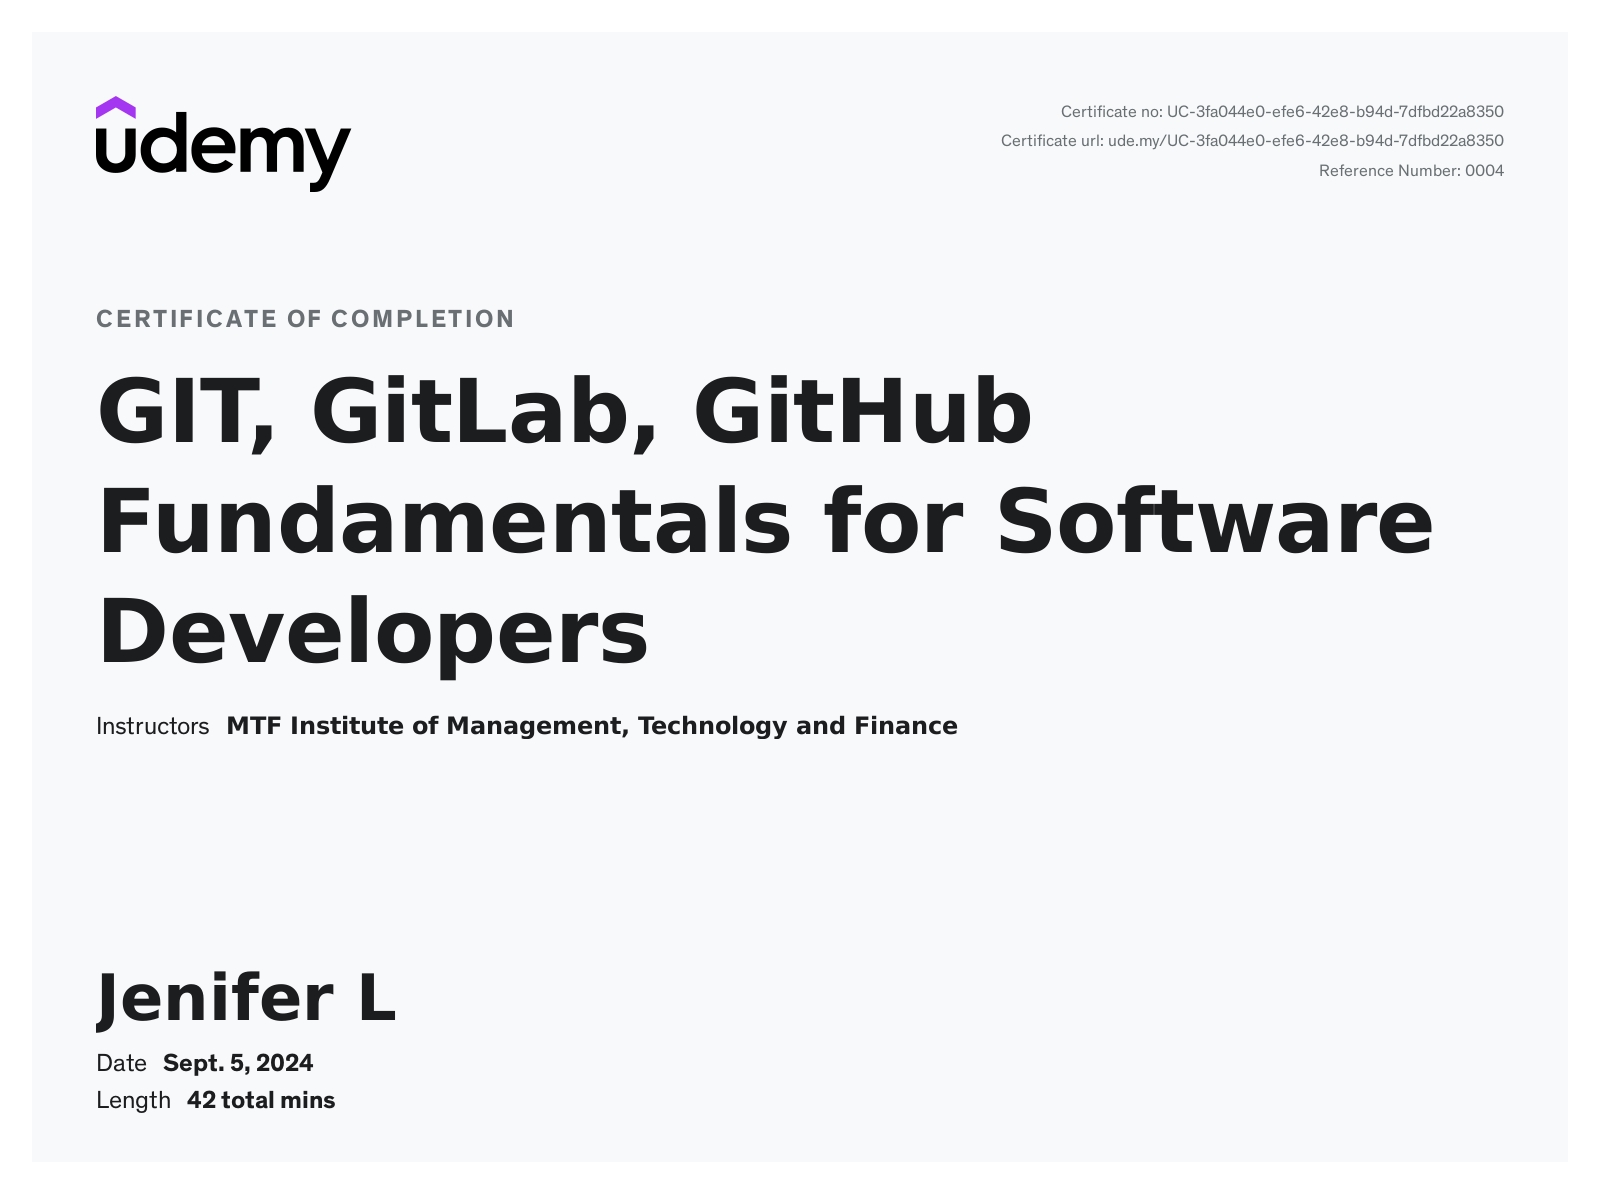 udemy
Certificate no: UC-3fa044e0-efe6-42e8-b94d-7dfbd22a8350
Certificate url: ude.my/UC-3fa044e0-efe6-42e8-b94d-7dfbd22a8350
Reference Number: 0004
CERTIFICATE OF COMPLETION
GIT, GitLab, GitHub
Fundamentals for Software
Developers
Instructors MTF Institute of Management, Technology and Finance
Jenifer L
Date Sept. 5, 2024
Length 42 total mins